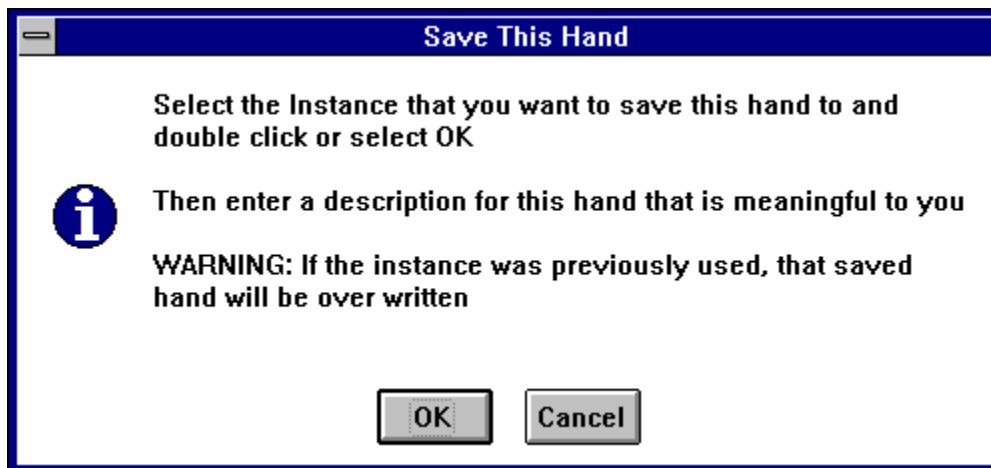 Save This Hand
Select the Instance that you want to save this hand to and
double click or select OK
Then enter a description for this hand that is meaningful to you
WARNING: If the instance was previously used, that saved
hand will be over written
OK
Cancel